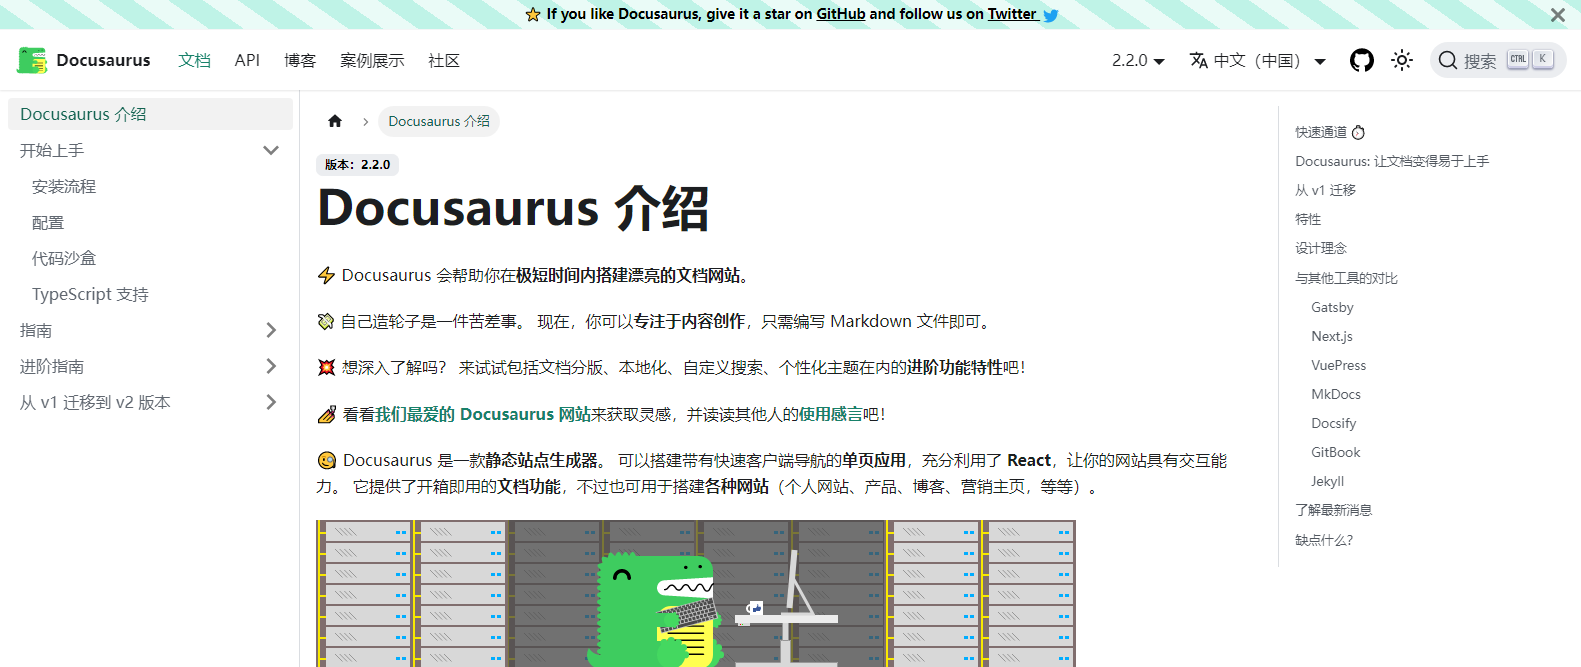 ⭐️ If you like Docusaurus, give it a star on GitHub and follow us on Twitter
Docusaurus 文档 API 博客 案例展示 社区 2.2.0 中文（中国） 搜索 CTRL K
Docusaurus 介绍
开始上手
安装流程
配置
代码沙盒
TypeScript 支持
指南
进阶指南
从 v1 迁移到 v2 版本
Docusaurus 介绍
版本：2.2.0
Docusaurus 介绍
⚡️ Docusaurus 会帮助你在极短时间内搭建漂亮的文档网站。
💸 自己造轮子是一件苦差事。 现在，你可以专注于内容创作，只需编写 Markdown 文件即可。
💥 想深入了解吗？ 来试试包括文档分版、本地化、自定义搜索、个性化主题在内的进阶功能特性吧！
💅 看看我们最爱的 Docusaurus 网站来获取灵感，并读读其他人的使用感言吧！
🧐 Docusaurus 是一款静态站点生成器。 可以搭建带有快速客户端导航的单页应用，充分利用了 React，让你的网站具有交互能
力。 它提供了开箱即用的文档功能，不过也可用于搭建各种网站（个人网站、产品、博客、营销主页，等等）。
快速通道 ⏱️
Docusaurus: 让文档变得易于上手
从 v1 迁移
特性
设计理念
与其他工具的对比
Gatsby
Next.js
VuePress
MkDocs
Docsify
GitBook
Jekyll
了解最新消息
缺点什么？